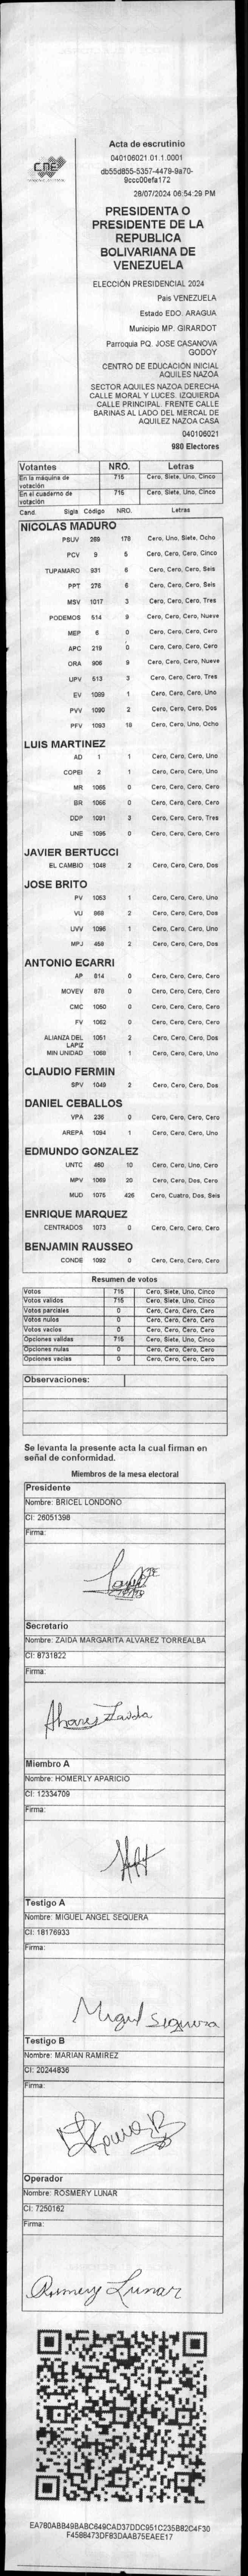 CNE
Acta de escrutinio
040106021.01.1.0001
db55d855-5357-4479-9a70-
9ccc00efa172
28/07/2024 06:54:29 PM
PRESIDENTA O
PRESIDENTE DE LA
REPUBLICA
BOLIVARIANA DE
VENEZUELA
ELECCIÓN PRESIDENCIAL 2024
Pais VENEZUELA
Estado EDO. ARAGUA
Municipio MP. GIRARDOT
Parroquia PQ. JOSE CASANOVA
GODOY
CENTRO DE EDUCACIÓN INICIAL
AQUILES NAZOA
SECTOR AQUILES NAZOA DERECHA
CALLE MORAL Y LUCES. IZQUIERDA
CALLE PRINCIPAL. FRENTE CALLE
BARINAS AL LADO DEL MERCAL DE
AQUILEZ NAZOA CASA
040106021
980 Electores
Votantes NRO. Letras
En la máquina de votación 715 Cero, Siete, Uno, Cinco
En el cuaderno de votación 715 Cero, Siete, Uno, Cinco
Cand. Sigla Código NRO. Letras
NICOLAS MADURO
PSUV 269 178 Cero, Uno, Siete, Ocho
PCV 9 5 Cero, Cero, Cero, Cinco
TUPAMARO 931 6 Cero, Cero, Cero, Seis
PPT 276 6 Cero, Cero, Cero, Seis
MSV 1017 3 Cero, Cero, Cero, Tres
PODEMOS 514 9 Cero, Cero, Cero, Nueve
MEP 6 0 Cero, Cero, Cero, Cero
APC 219 0 Cero, Cero, Cero, Cero
ORA 906 9 Cero, Cero, Cero, Nueve
UPV 513 3 Cero, Cero, Cero, Tres
EV 1089 1 Cero, Cero, Cero, Uno
PVV 1090 2 Cero, Cero, Cero, Dos
PFV 1093 18 Cero, Cero, Uno, Ocho
LUIS MARTINEZ
AD 1 1 Cero, Cero, Cero, Uno
COPEI 2 1 Cero, Cero, Cero, Uno
MR 1065 0 Cero, Cero, Cero, Cero
BR 1066 0 Cero, Cero, Cero, Cero
DDP 1091 3 Cero, Cero, Cero, Tres
UNE 1095 0 Cero, Cero, Cero, Cero
JAVIER BERTUCCI
EL CAMBIO 1048 2 Cero, Cero, Cero, Dos
JOSE BRITO
PV 1053 1 Cero, Cero, Cero, Uno
VU 868 2 Cero, Cero, Cero, Dos
UVV 1096 1 Cero, Cero, Cero, Uno
MPJ 458 2 Cero, Cero, Cero, Dos
ANTONIO ECARRI
AP 814 0 Cero, Cero, Cero, Cero
MOVEV 878 0 Cero, Cero, Cero, Cero
CMC 1050 0 Cero, Cero, Cero, Cero
FV 1062 0 Cero, Cero, Cero, Cero
ALIANZA DEL LAPIZ 1051 2 Cero, Cero, Cero, Dos
MIN UNIDAD 1069 1 Cero, Cero, Cero, Uno
CLAUDIO FERMIN
SPV 1049 2 Cero, Cero, Cero, Dos
DANIEL CEBALLOS
VPA 236 0 Cero, Cero, Cero, Cero
AREPA 1094 1 Cero, Cero, Cero, Uno
EDMUNDO GONZALEZ
UNTC 460 10 Cero, Cero, Uno, Cero
MPV 1069 20 Cero, Cero, Dos, Cero
MUD 1075 426 Cero, Cuatro, Dos, Seis
ENRIQUE MARQUEZ
CENTRADOS 1073 0 Cero, Cero, Cero, Cero
BENJAMIN RAUSSEO
CONDE 1092 0 Cero, Cero, Cero, Cero
Resumen de votos
Votos 715 Cero, Siete, Uno, Cinco
Votos validos 715 Cero, Siete, Uno, Cinco
Votos parciales 0 Cero, Cero, Cero, Cero
Votos nulos 0 Cero, Cero, Cero, Cero
Votos vacios 0 Cero, Cero, Cero, Cero
Opciones validas 715 Cero, Siete, Uno, Cinco
Opciones nulas 0 Cero, Cero, Cero, Cero
Opciones vacias 0 Cero, Cero, Cero, Cero
Observaciones:
Se levanta la presente acta la cual firman en
señal de conformidad.
Miembros de la mesa electoral
Presidente
Nombre: BRICEL LONDONO
CI: 26051398
Firma:
Secretario
Nombre: ZAIDA MARGARITA ALVAREZ TORREALBA
CI: 8731822
Firma:
Alvarez Zaida
Miembro A
Nombre: HOMERLY APARICIO
CI: 12334709
Firma:
Testigo A
Nombre: MIGUEL ANGEL SEQUERA
CI: 18176933
Firma:
Miguel Sequera
Testigo B
Nombre: MARIAN RAMIREZ
CI: 20244836
Firma:
Operador
Nombre: ROSMERY LUNAR
CI: 7250162
Firma:
Rosmery Lunar
EA780ABB49BABC649CAD37DDC951C235B82C4F30
F4588473DF83DAAB75EAEE17